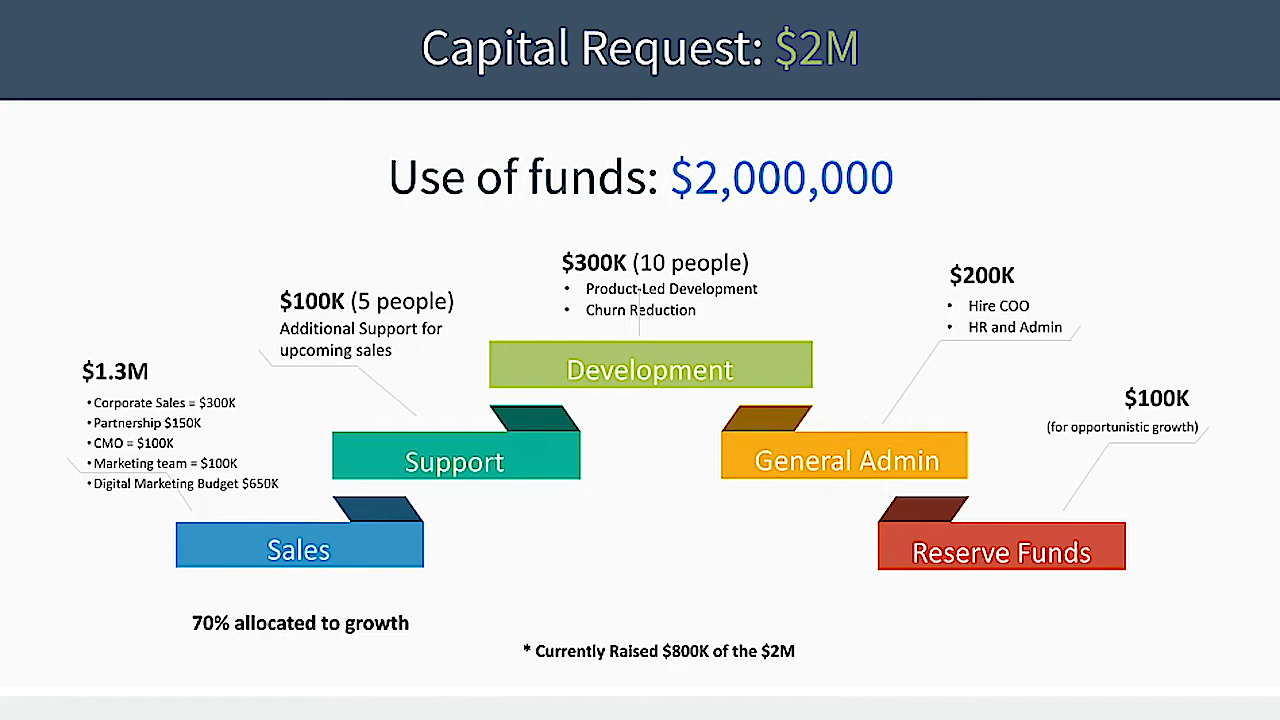 Capital Request: $2M
Use of funds: $2,000,000
$1.3M
•Corporate Sales = $300K
•Partnership $150K
•CMO = $100K
•Marketing team = $100K
•Digital Marketing Budget $650K
Sales
70% allocated to growth
$100K (5 people)
Additional Support for
upcoming sales
Support
$300K (10 people)
• Product-Led Development
• Churn Reduction
Development
$200K
• Hire COO
• HR and Admin
General Admin
$100K
(for opportunistic growth)
Reserve Funds
* Currently Raised $800K of the $2M